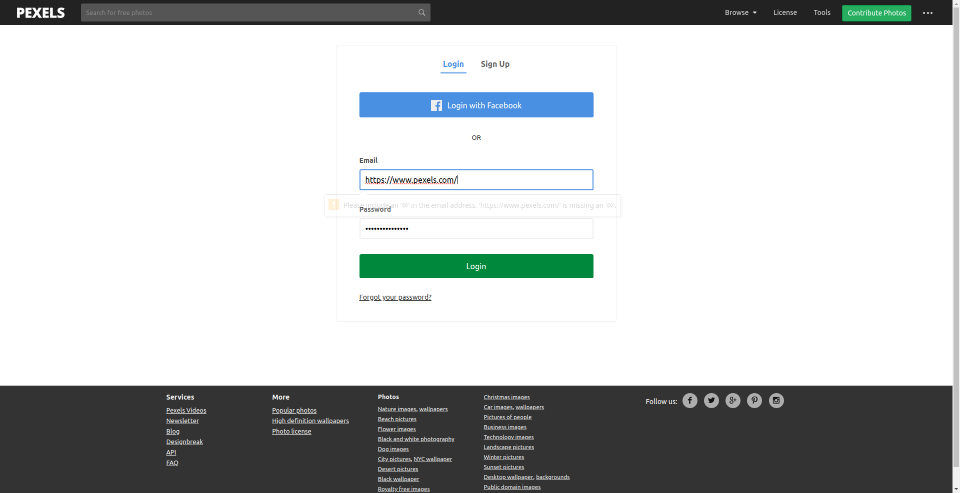 PEXELS
Search for free photos
Browse
License
Tools
Contribute Photos
Login
Sign Up
Login with Facebook
OR
Email
https://www.pexels.com/
Please include an '@' in the email address. 'https://www.pexels.com/' is missing an '@'.
Password
Login
Forgot your password?
Services
Pexels Videos
Newsletter
Blog
Designbreak
API
FAQ
More
Popular photos
High definition wallpapers
Photo license
Photos
Nature images, wallpapers
Beach pictures
Flower images
Black and white photography
Dog images
City pictures, NYC wallpaper
Desert pictures
Black wallpaper
Royalty free images
Christmas images
Car images, wallpapers
Pictures of people
Business images
Technology images
Landscape pictures
Winter pictures
Sunset pictures
Desktop wallpaper, backgrounds
Public domain images
Follow us: